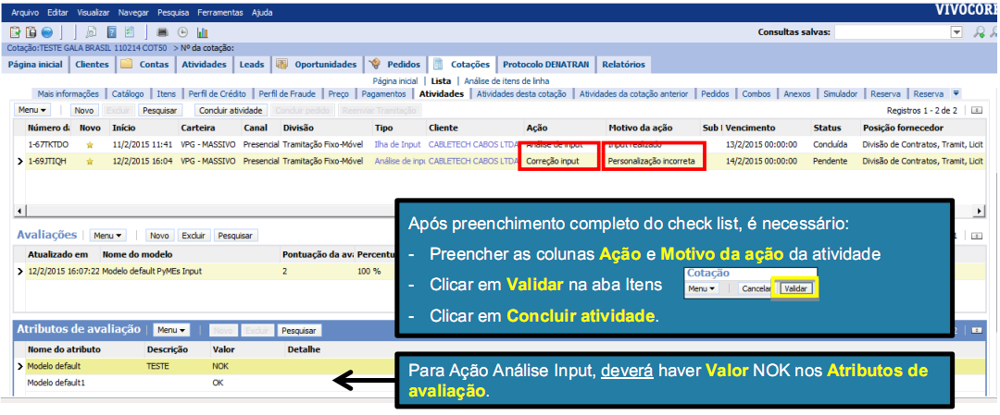 Arquivo Editar Visualizar Navegar Pesquisa Ferramentas Ajuda
VIVOCORE
Consultas salvas:
Cotação:TESTE GALA BRASIL 110214 COT50 > Nº da cotação:
Página inicial Clientes Contas Atividades Leads Oportunidades Pedidos Cotações Protocolo DENATRAN Relatórios
Página inicial | Lista | Análise de itens de linha
Mais informações Catálogo Itens Perfil de Crédito Perfil de Fraude Preço Pagamentos Atividades Atividades desta cotação Atividades da cotação anterior Pedidos Combos Anexos Simulador Reserva Reserva
Menu Novo Excluir Pesquisar Concluir atividade Concluir pedido Reenviar Tramitação Registros 1 - 2 de 2
Número da Novo Início Carteira Canal Divisão Tipo Cliente Ação Motivo da ação Sub Vencimento Status Posição fornecedor
1-67KTDO 11/2/2015 11:41 VPG - MASSIVO Presencial Tramitação Fixo-Móvel Ilha de Input CABLETECH CABOS LTDA Análise de input Input realizado 13/2/2015 00:00:00 Concluída Divisão de Contratos, Tramit, Licit
1-69JTIQH 12/2/2015 16:04 VPG - MASSIVO Presencial Tramitação Fixo-Móvel Análise de inpu CABLETECH CABOS LTDA Correção input Personalização incorreta 14/2/2015 00:00:00 Pendente Divisão de Contratos, Tramit, Licit
Após preenchimento completo do check list, é necessário:
- Preencher as colunas Ação e Motivo da ação da atividade
- Clicar em Validar na aba Itens
Cotação
Menu Cancelar Validar
- Clicar em Concluir atividade.
Avaliações Menu Novo Excluir Pesquisar
Atualizado em Nome do modelo Pontuação da ava Percentu
12/2/2015 16:07:22 Modelo default PyMEs Input 2 100 %
Atributos de avaliação Menu Novo Excluir Pesquisar
Nome do atributo Descrição Valor Detalhe
Modelo default TESTE NOK
Modelo default1 OK
Para Ação Análise Input, deverá haver Valor NOK nos Atributos de
avaliação.